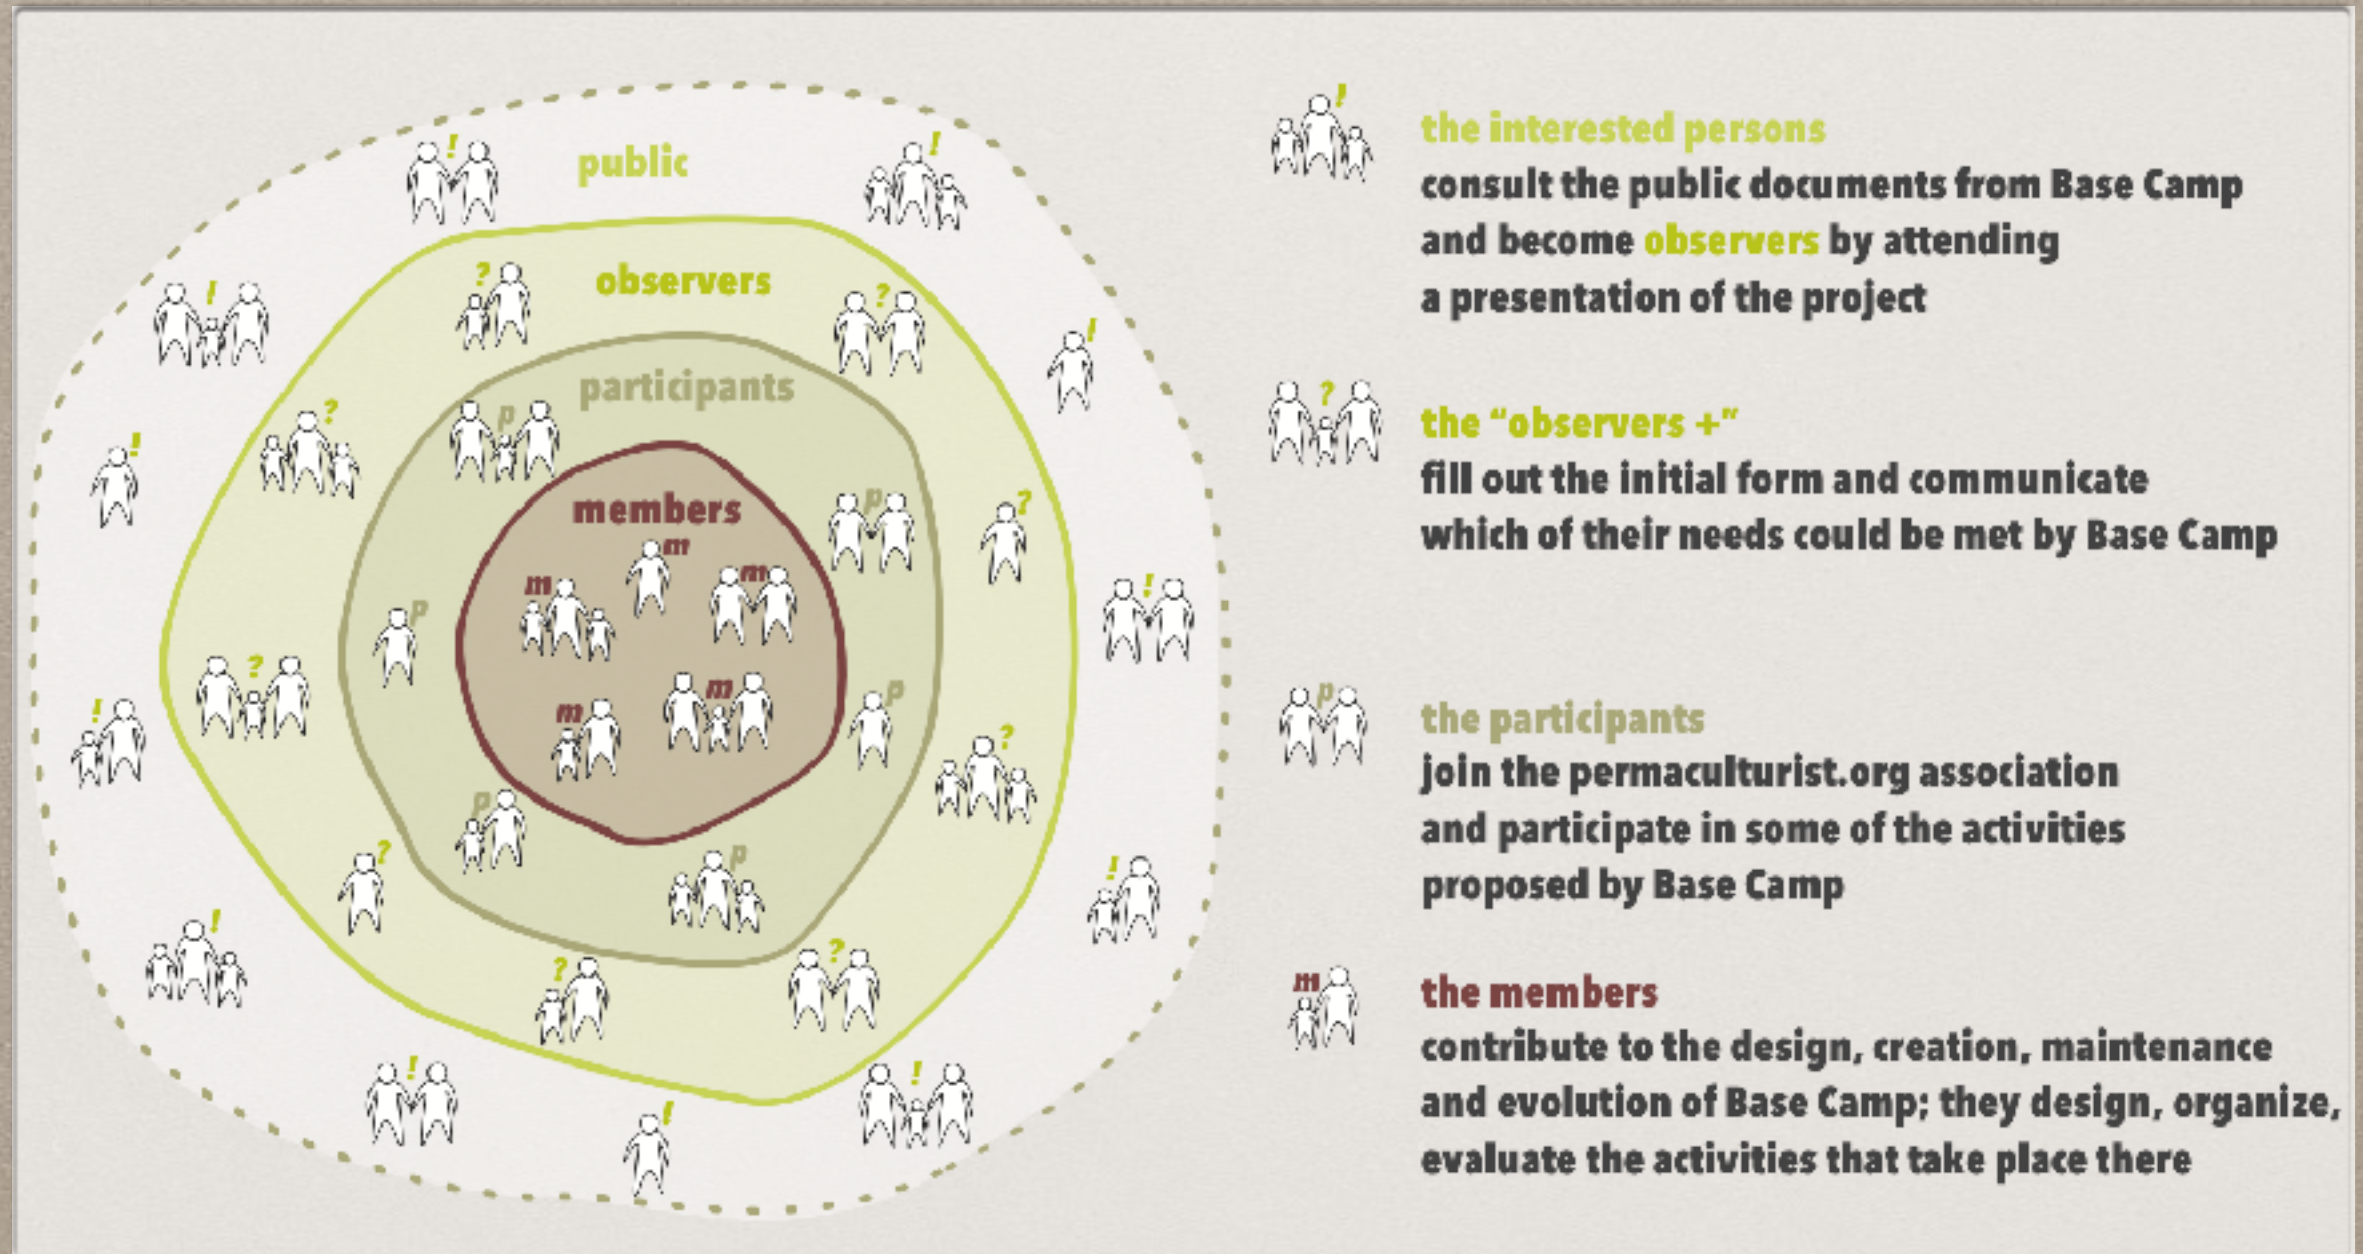 public
observers
participants
members
the interested persons
consult the public documents from Base Camp
and become observers by attending
a presentation of the project
the “observers +”
fill out the initial form and communicate
which of their needs could be met by Base Camp
the participants
join the permaculturist.org association
and participate in some of the activities
proposed by Base Camp
the members
contribute to the design, creation, maintenance
and evolution of Base Camp; they design, organize,
evaluate the activities that take place there
! ! ! ! ! ! ! ! ! ! ! ! !
? ? ? ? ? ? ? ? ?
p p p p p p
m m m m m
!
?
p
m